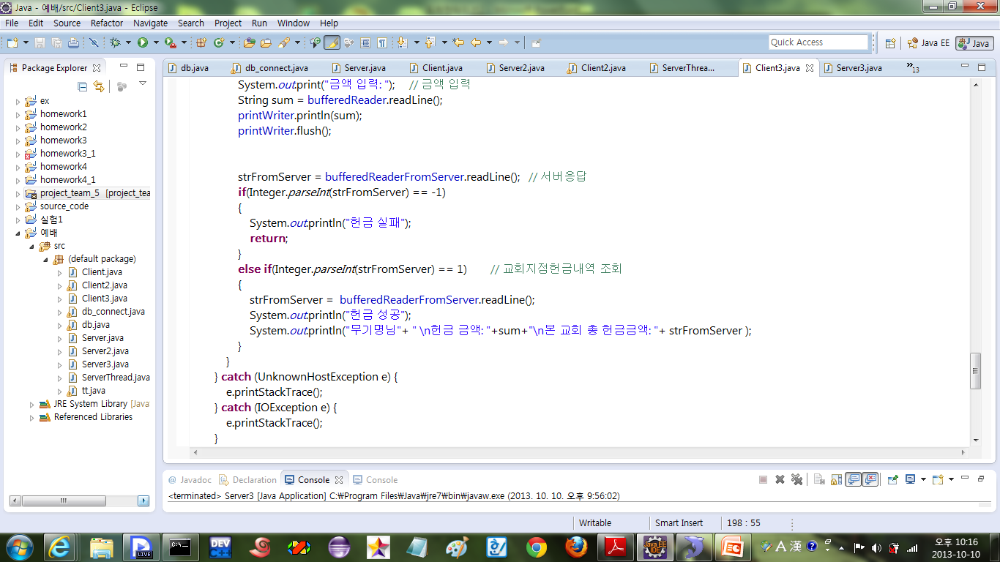 Java - 예배/src/Client3.java - Eclipse
File Edit Source Refactor Navigate Search Project Run Window Help
Quick Access
Java EE
Java
Package Explorer
db.java
db_connect.java
Server.java
Client.java
Server2.java
Client2.java
ServerThrea...
Client3.java
Server3.java
»13
ex
homework1
homework2
homework3
homework3_1
homework4
homework4_1
project_team_5 [project_tea
source_code
실험1
예배
src
(default package)
Client.java
Client2.java
Client3.java
db_connect.java
db.java
Server.java
Server2.java
Server3.java
ServerThread.java
tt.java
JRE System Library [Java
Referenced Libraries
System.out.print("금액 입력: "); // 금액 입력
String sum = bufferedReader.readLine();
printWriter.println(sum);
printWriter.flush();
strFromServer = bufferedReaderFromServer.readLine(); // 서버응답
if(Integer.parseInt(strFromServer) == -1)
{
System.out.println("헌금 실패");
return;
}
else if(Integer.parseInt(strFromServer) == 1) // 교회지점헌금내역 조회
{
strFromServer = bufferedReaderFromServer.readLine();
System.out.println("헌금 성공");
System.out.println("무기명님"+ " \n헌금 금액: "+sum+"\n본 교회 총 헌금금액: "+ strFromServer );
}
}
} catch (UnknownHostException e) {
e.printStackTrace();
} catch (IOException e) {
e.printStackTrace();
}
@ Javadoc
Declaration
Console
Console
<terminated> Server3 [Java Application] C:₩Program Files₩Java₩jre7₩bin₩javaw.exe (2013. 10. 10. 오후 9:56:02)
Writable
Smart Insert
198 : 55
LIVE
C:\_
DEV
C++
Java EE
IDE
A 漢
오후 10:16
2013-10-10